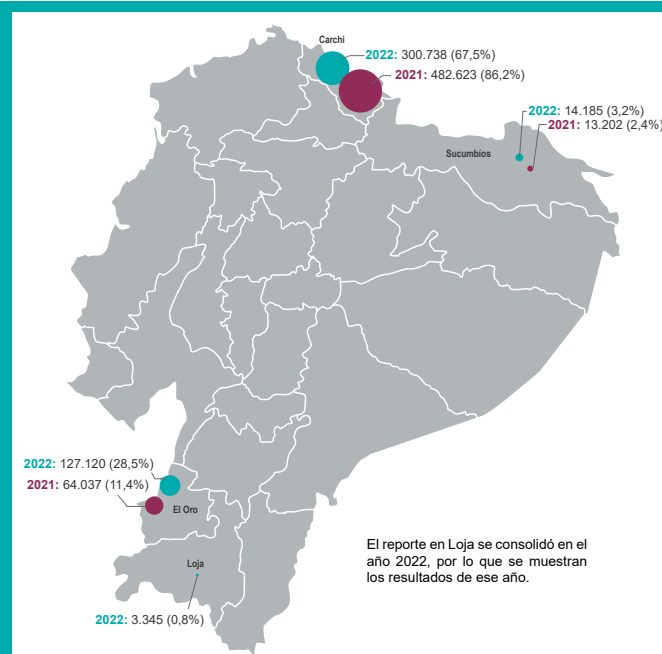 Carchi
2022: 300.738 (67,5%)
2021: 482.623 (86,2%)
2022: 14.185 (3,2%)
2021: 13.202 (2,4%)
Sucumbíos
2022: 127.120 (28,5%)
2021: 64.037 (11,4%)
El Oro
El reporte en Loja se consolidó en el
año 2022, por lo que se muestran
los resultados de ese año.
Loja
2022: 3.345 (0,8%)